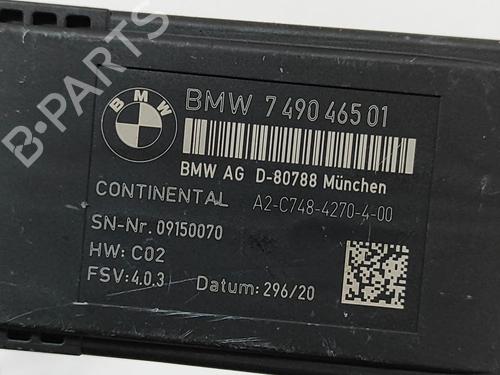 BMW
BMW 7 490 465 01
BMW AG D-80788 München
CONTINENTAL A2-C748-4270-4-00
SN-Nr. 09150070
HW: C02
FSV: 4.0.3 Datum: 296/20